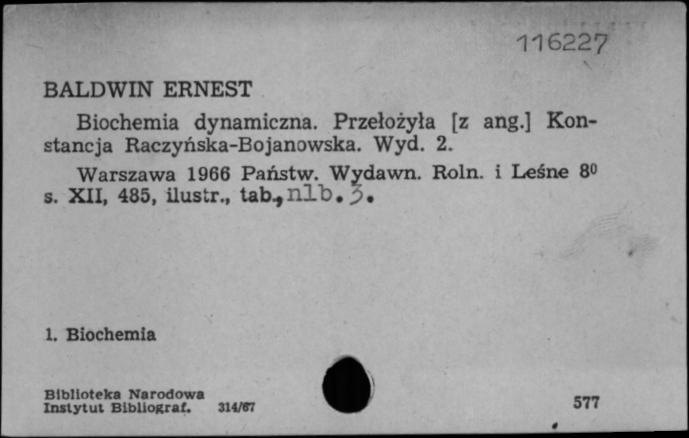 116227
BALDWIN ERNEST
Biochemia dynamiczna. Przełożyła [z ang.] Kon-
stancja Raczyńska-Bojanowska. Wyd. 2.
Warszawa 1966 Państw. Wydawn. Roln. i Leśne 8⁰
s. XII, 485, ilustr., tab., nlb. 3.
1. Biochemia
Biblioteka Narodowa
Instytut Bibliograf. 314/67 577